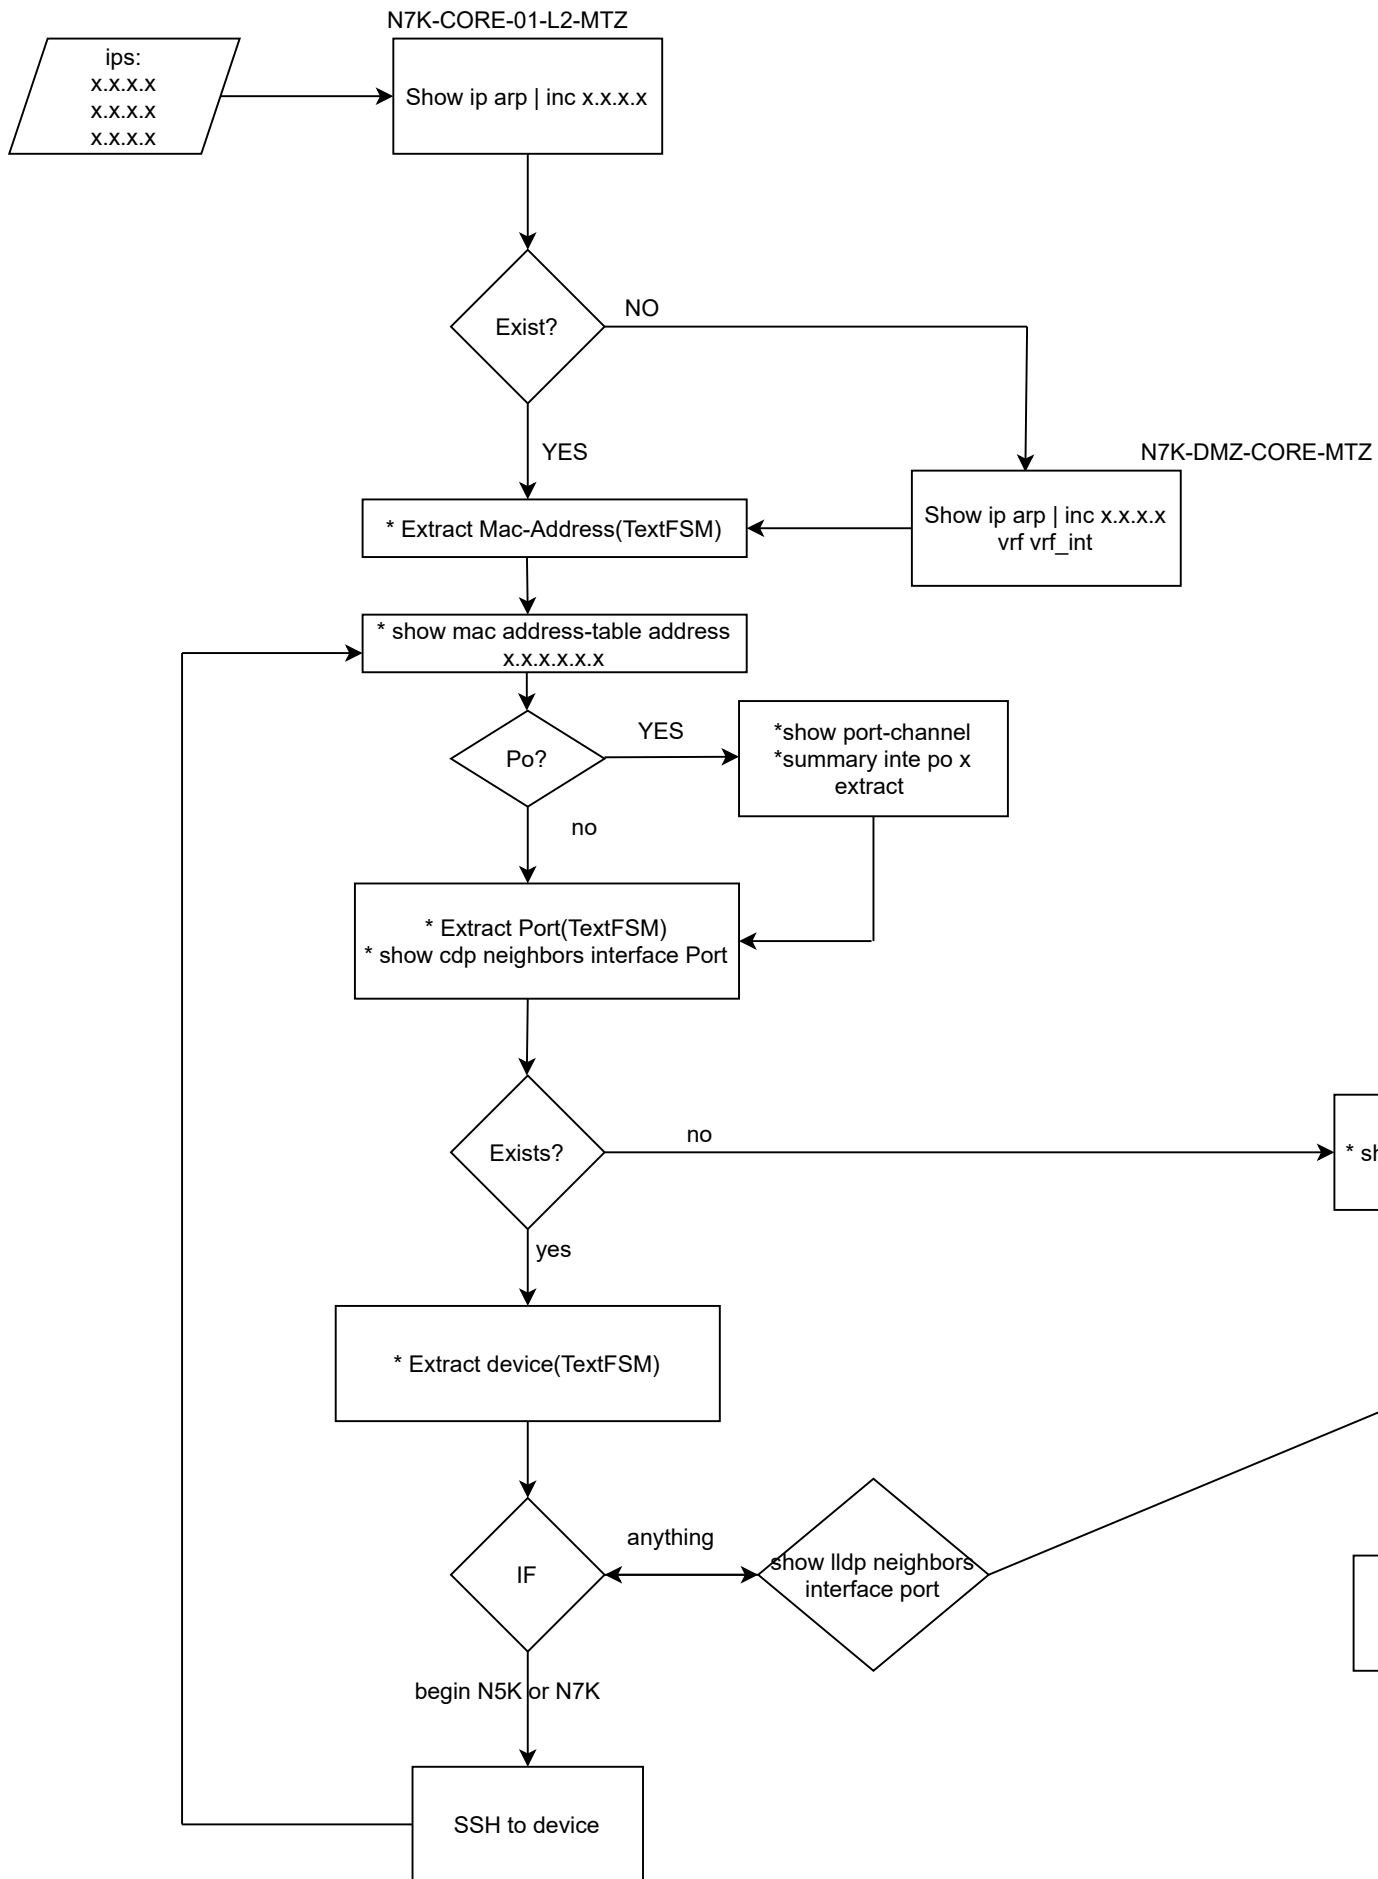 N7K-CORE-01-L2-MTZ
ips:
x.x.x.x
x.x.x.x
x.x.x.x
Show ip arp | inc x.x.x.x
Exist?
NO
YES
N7K-DMZ-CORE-MTZ
Show ip arp | inc x.x.x.x
vrf vrf_int
* Extract Mac-Address(TextFSM)
* show mac address-table address
x.x.x.x.x.x
Po?
YES
*show port-channel
*summary inte po x
extract
no
* Extract Port(TextFSM)
* show cdp neighbors interface Port
Exists?
no
yes
* Extract device(TextFSM)
IF
anything
show lldp neighbors
interface port
begin N5K or N7K
SSH to device